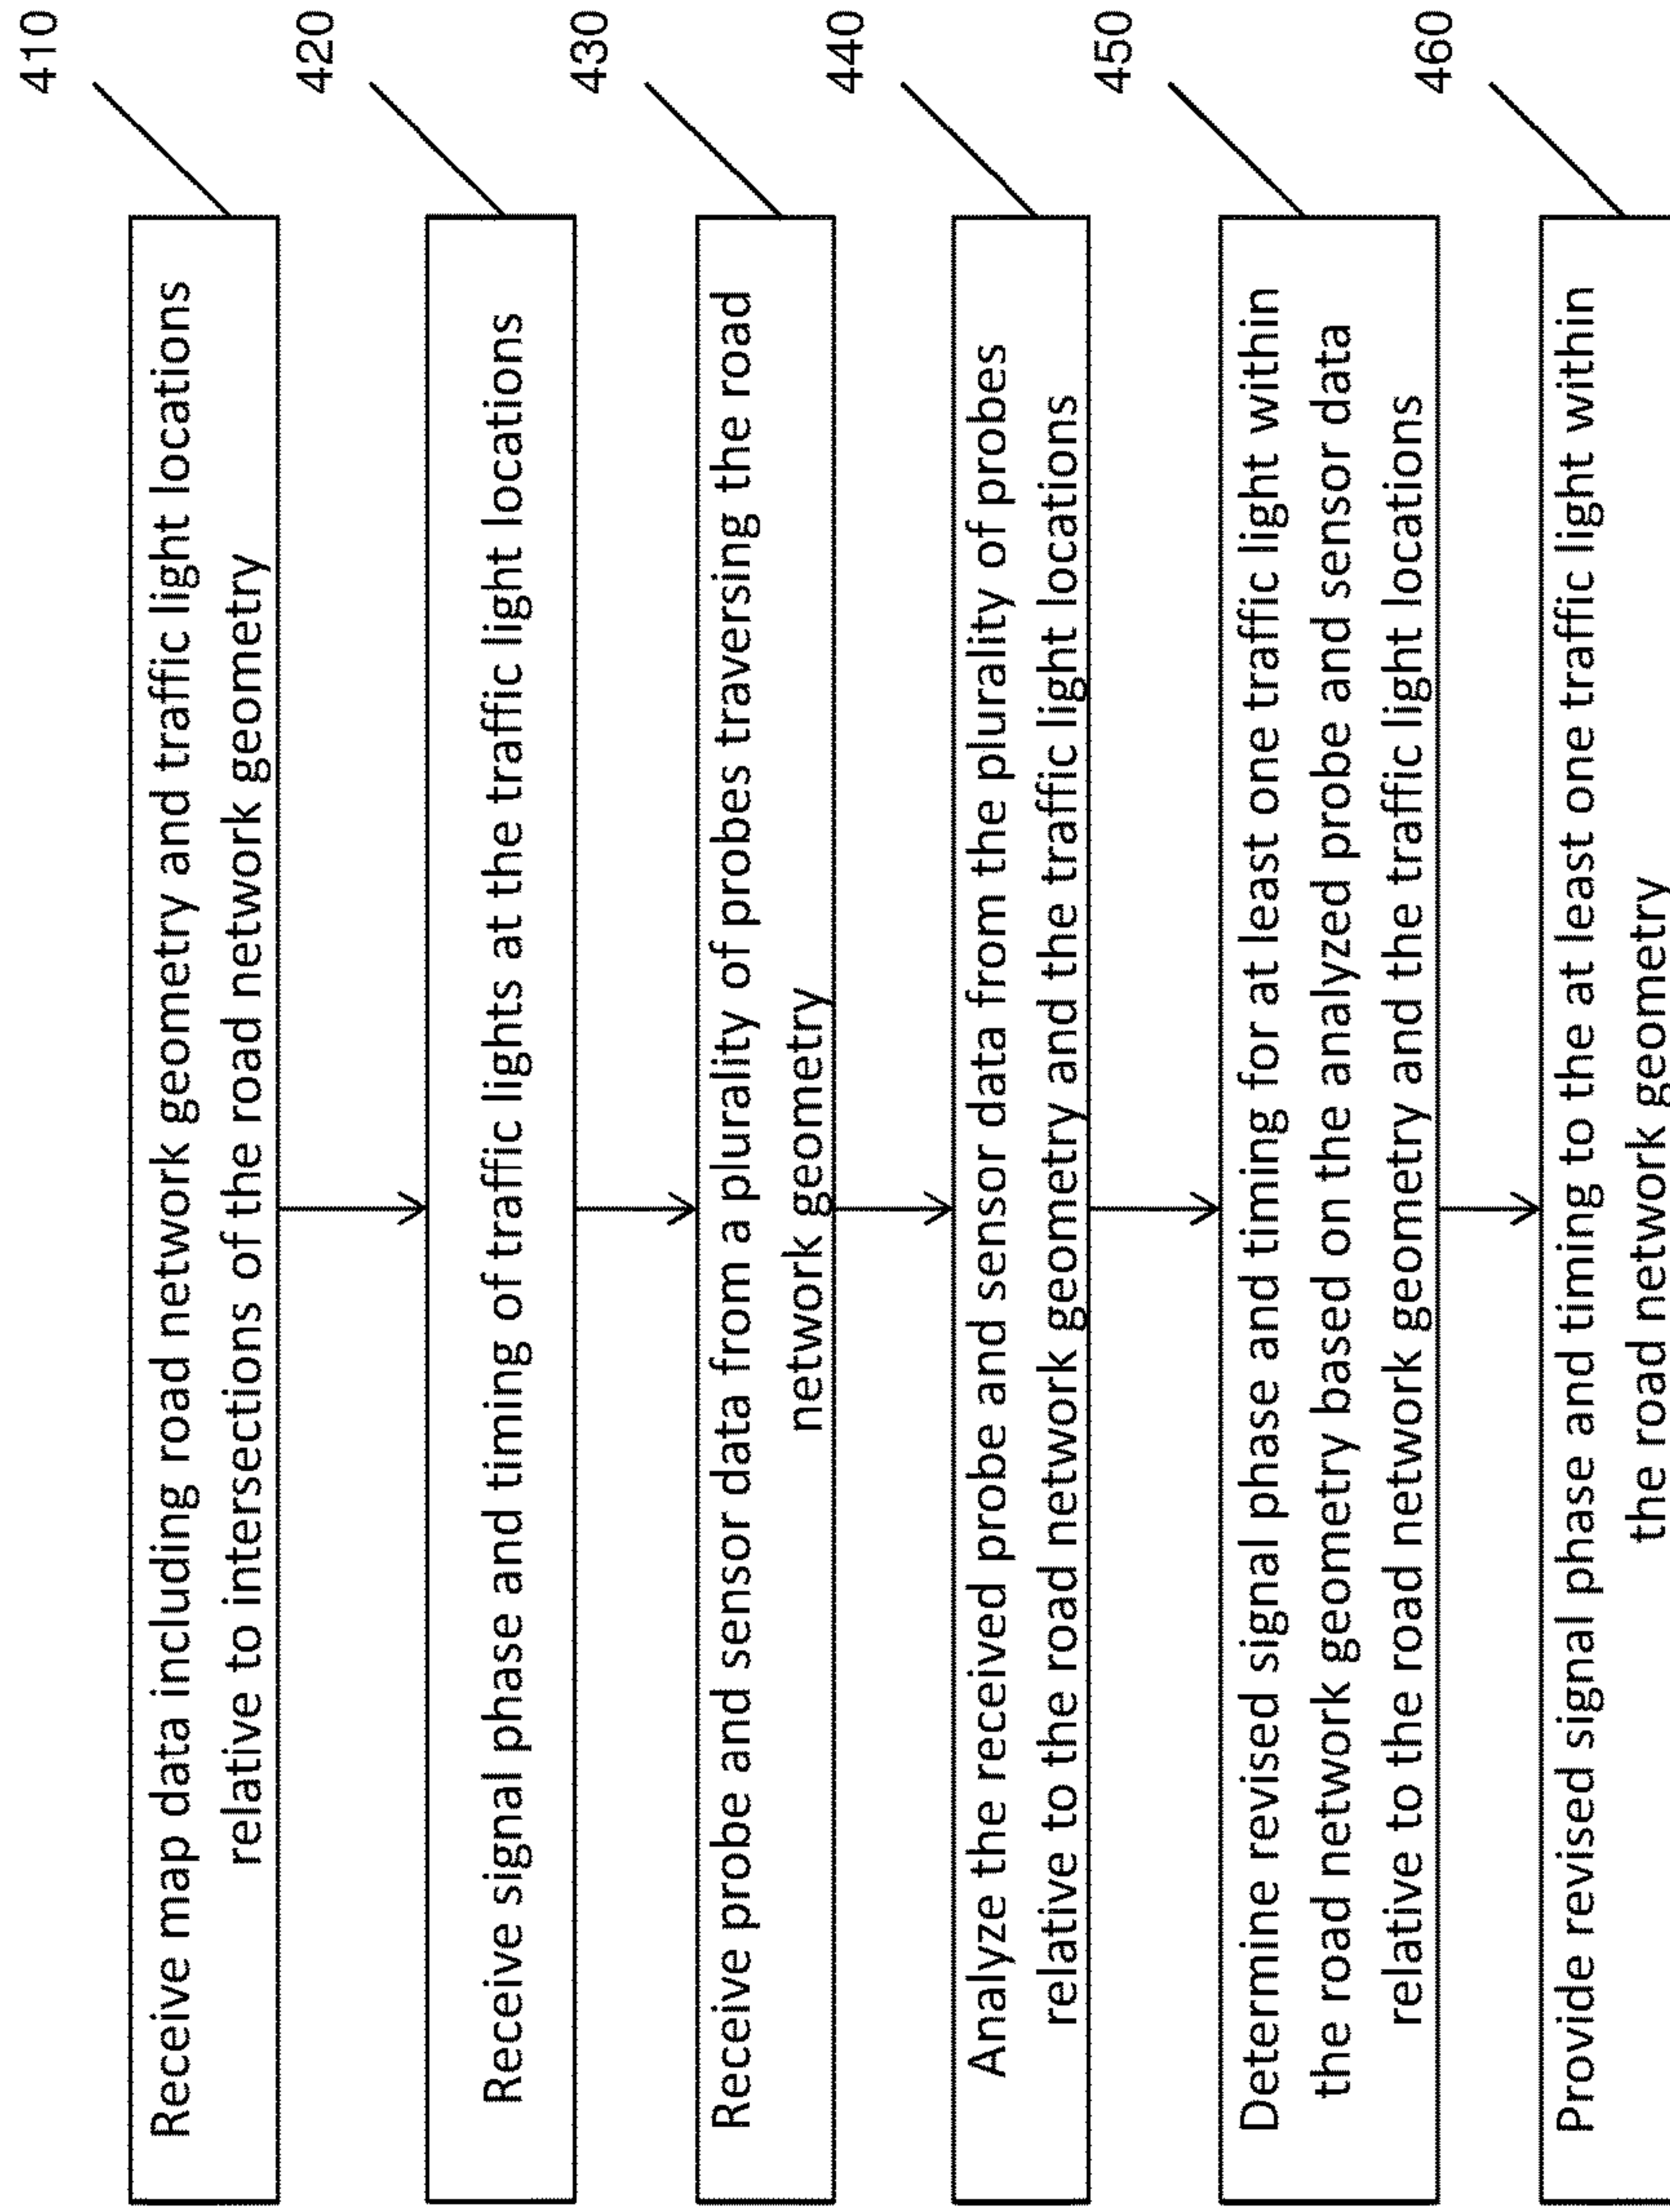 410
Receive map data including road network geometry and traffic light locations
relative to intersections of the road network geometry
420
Receive signal phase and timing of traffic lights at the traffic light locations
430
Receive probe and sensor data from a plurality of probes traversing the road
network geometry
440
Analyze the received probe and sensor data from the plurality of probes
relative to the road network geometry and the traffic light locations
450
Determine revised signal phase and timing for at least one traffic light within
the road network geometry based on the analyzed probe and sensor data
relative to the road network geometry and the traffic light locations
460
Provide revised signal phase and timing to the at least one traffic light within
the road network geometry